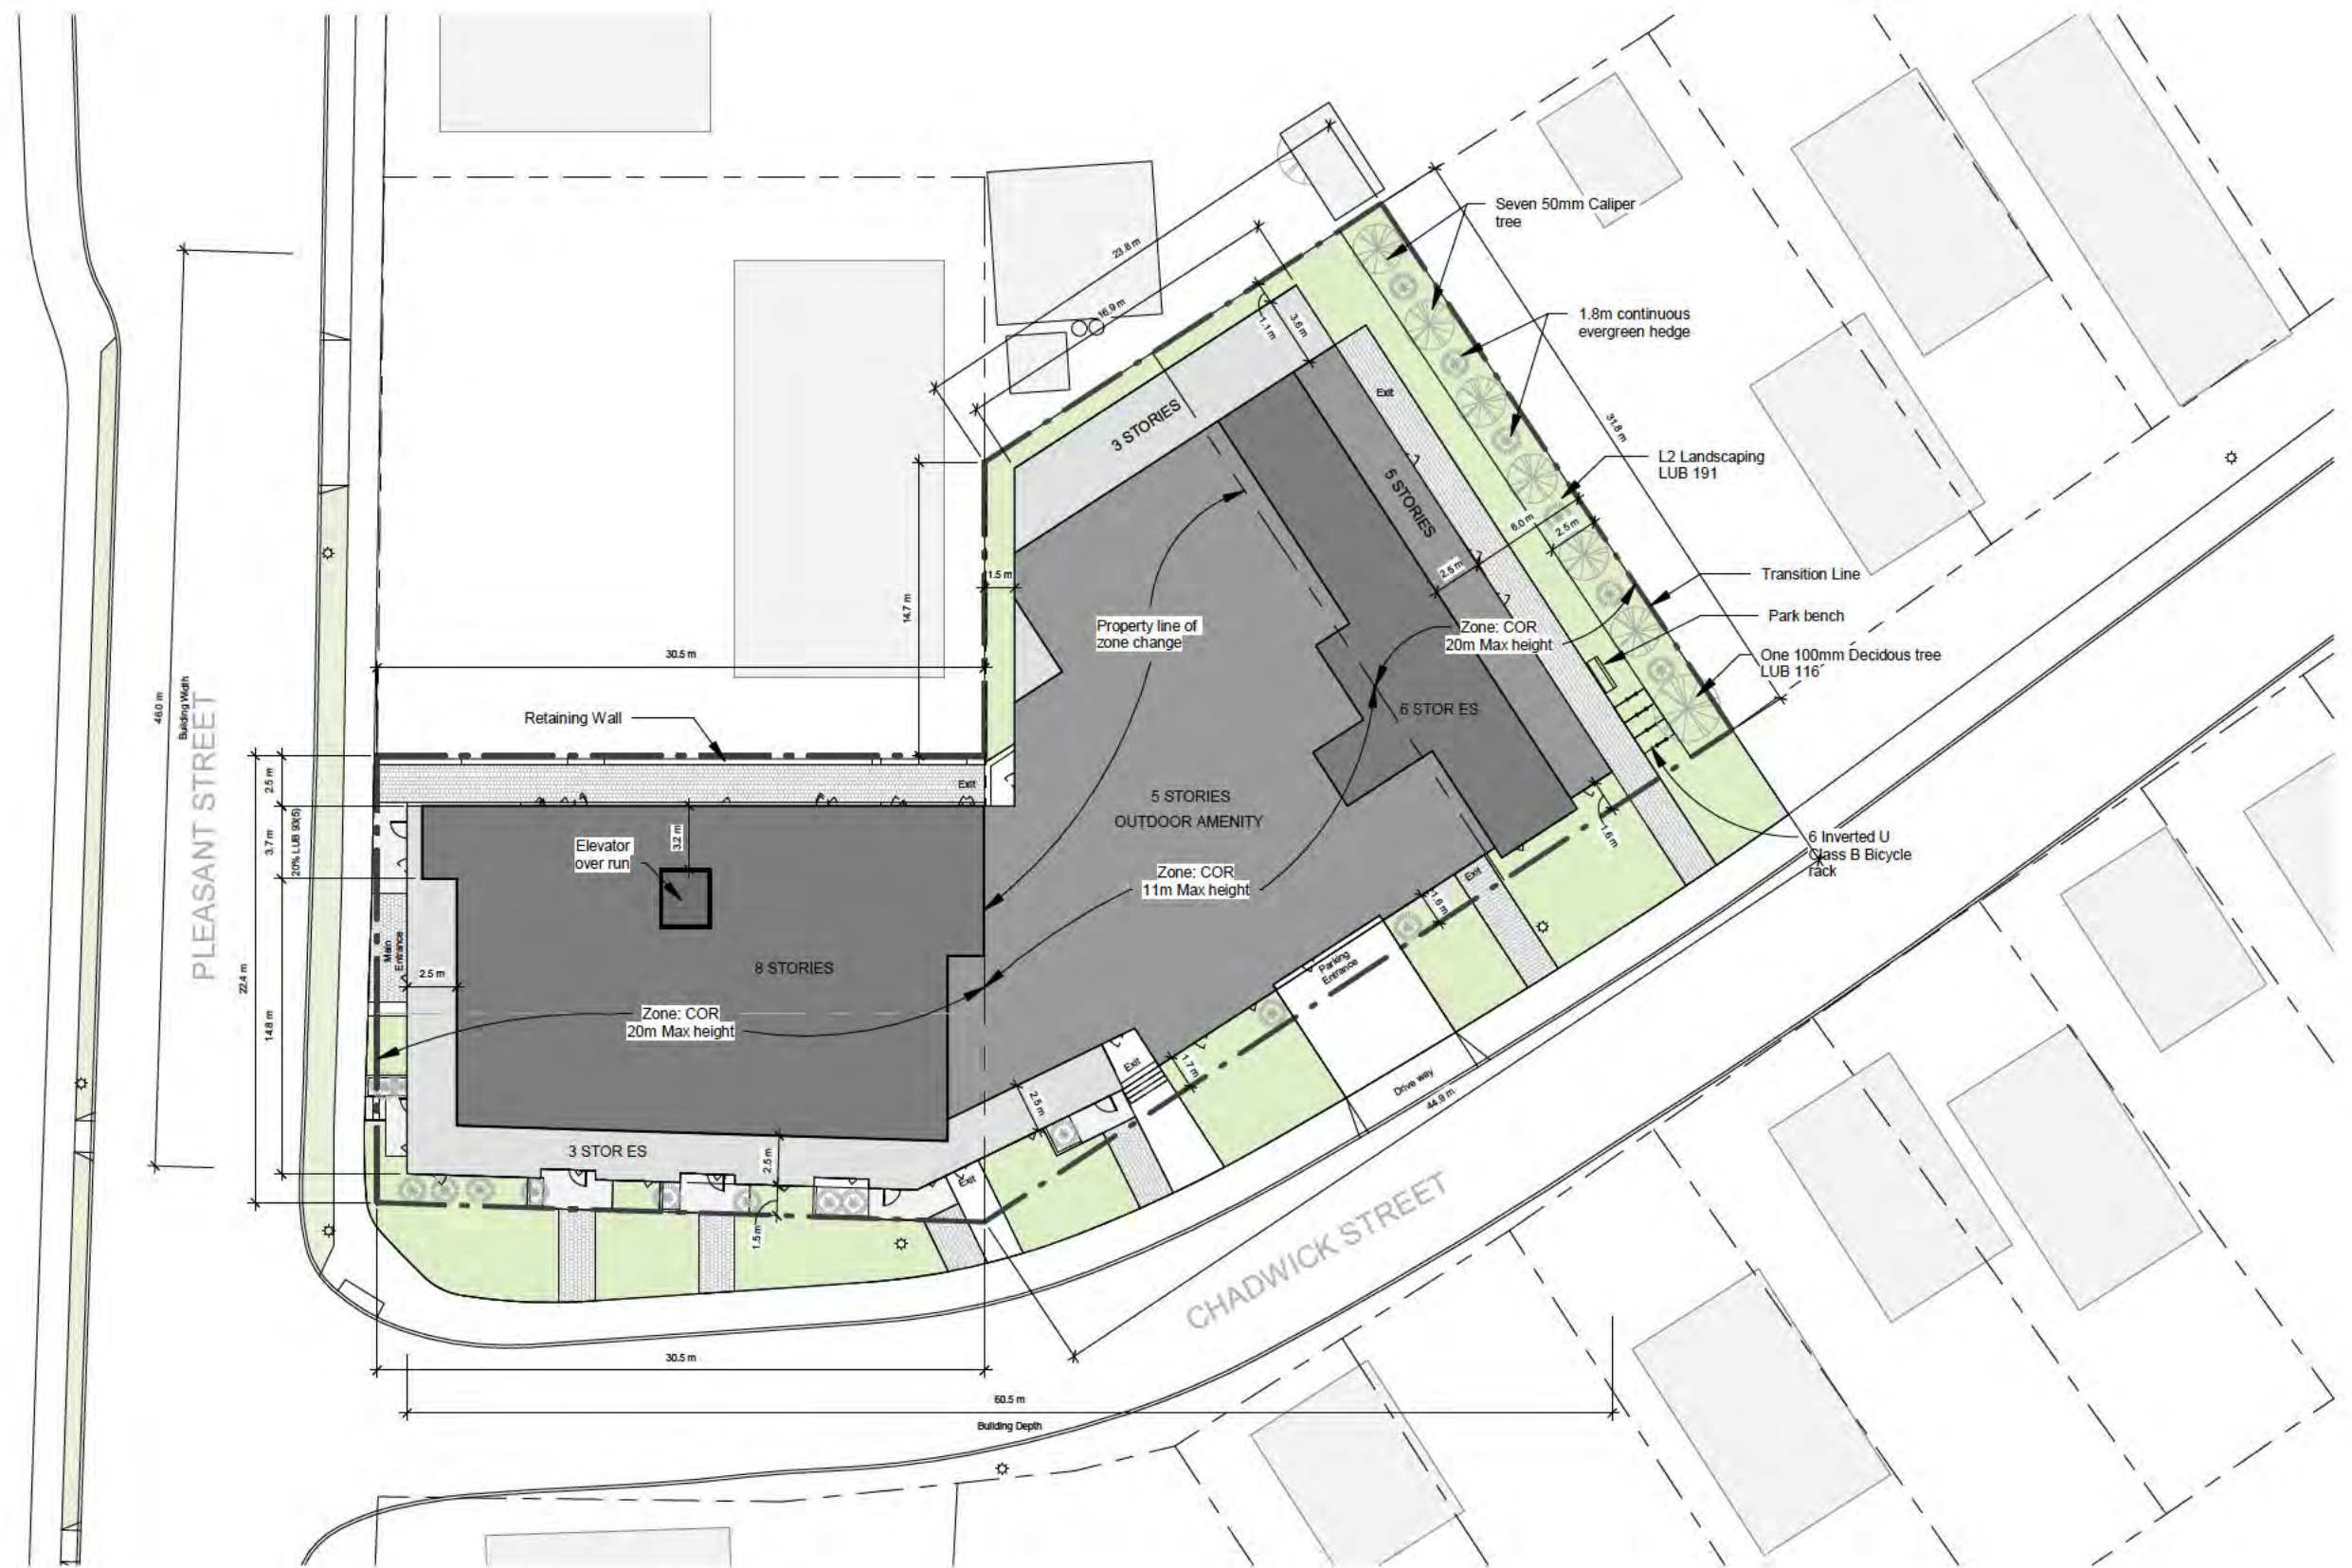 23.8 m
Seven 50mm Caliper
tree
16.9 m
1.1 m
3.6 m
1.8m continuous
evergreen hedge
Exit
3 STORIES
31.8 m
L2 Landscaping
LUB 191
5 STORIES
6.0 m
2.5 m
2.5 m
1.5 m
14.7 m
Transition Line
Park bench
Property line of
zone change
Zone: COR
20m Max height
30.5 m
One 100mm Decidous tree
LUB 116
46.0 m
Building Width
PLEASANT STREET
Retaining Wall
6 STOR ES
2.5 m
Exit
5 STORIES
OUTDOOR AMENITY
3.7 m
20% LUB 93(5)
3.2 m
Elevator
over run
1.6 m
6 Inverted U
Class B Bicycle
rack
Zone: COR
11m Max height
Exit
1.6 m
Main
Entrance
2.5 m
8 STORIES
Parking
Entrance
22.4 m
14.8 m
Zone: COR
20m Max height
Exit
1.7 m
Drive way
44.9 m
2.5 m
3 STOR ES
2.5 m
Exit
1.5 m
CHADWICK STREET
30.5 m
60.5 m
Building Depth